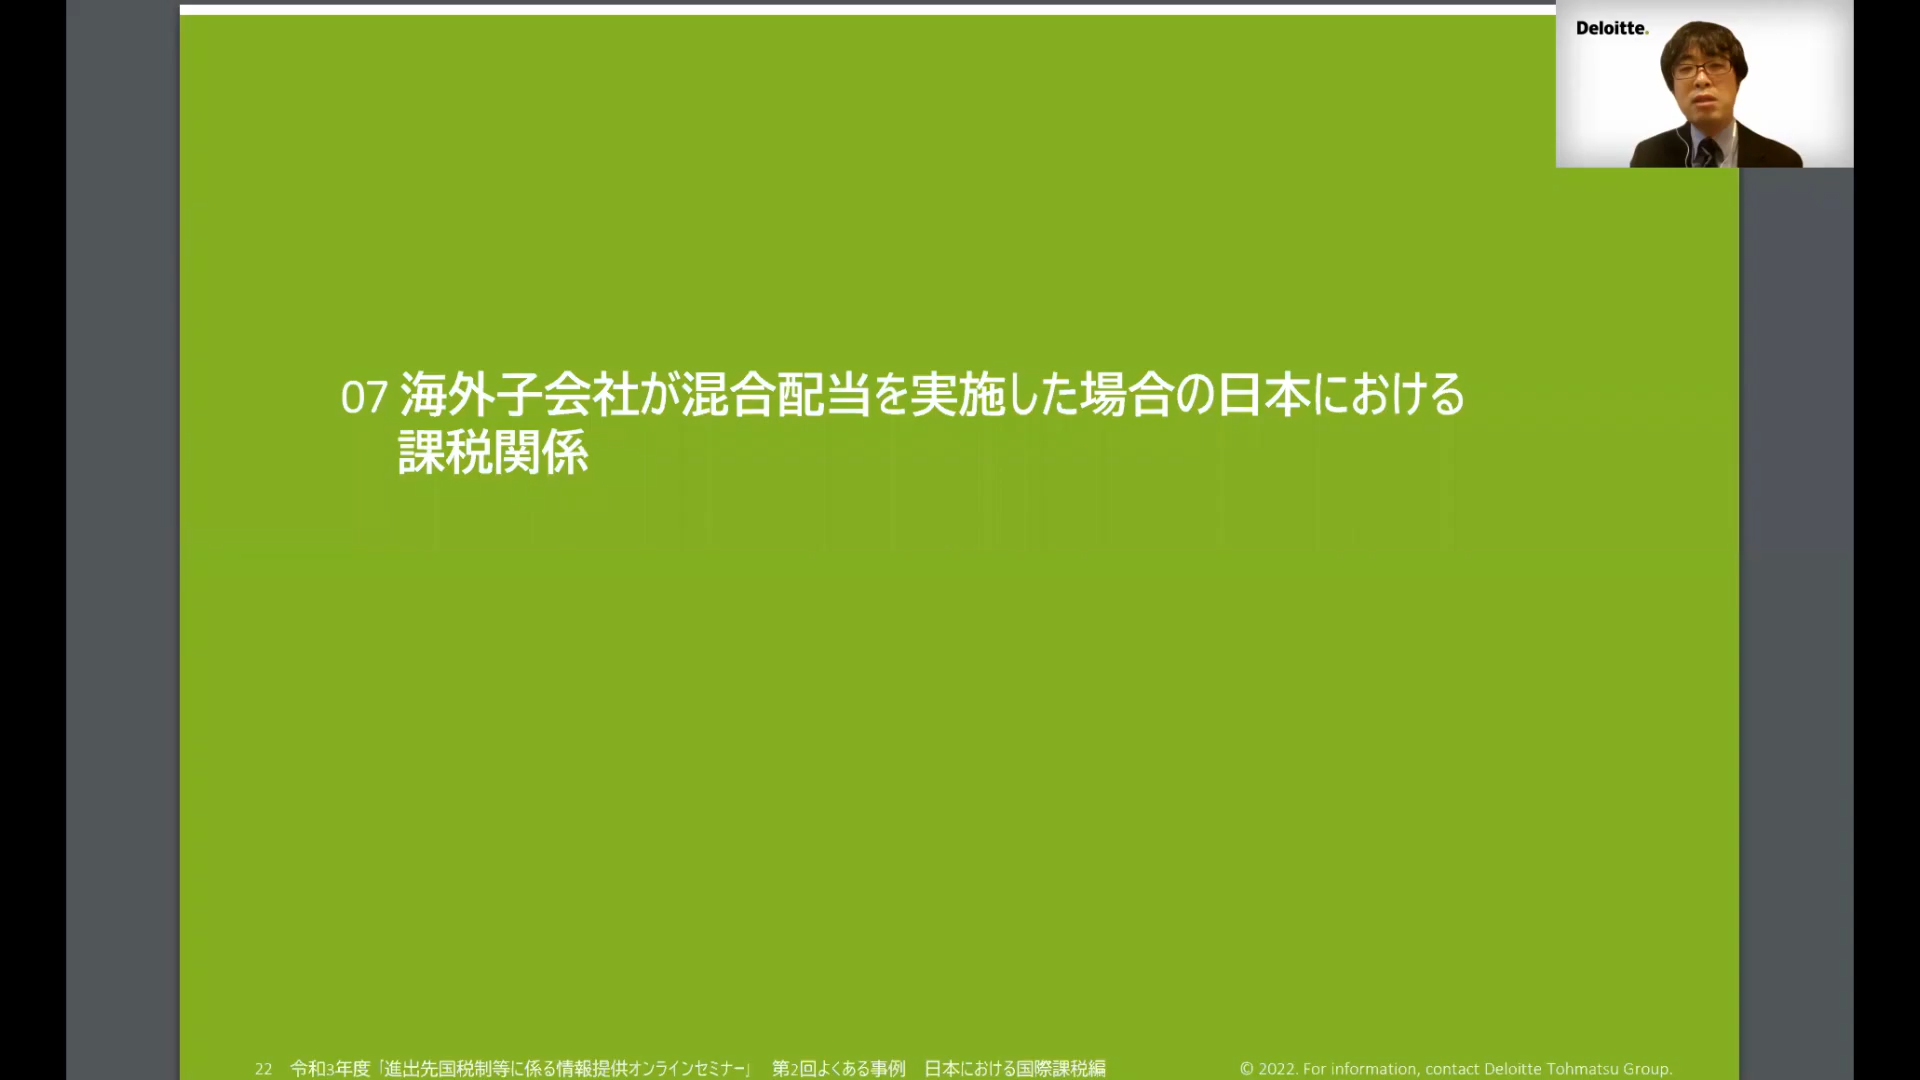 Deloitte.
07 海外子会社が混合配当を実施した場合の日本における
課税関係
22 令和3年度「進出先国税制等に係る情報提供オンラインセミナー」 第2回よくある事例 日本における国際課税編
© 2022. For information, contact Deloitte Tohmatsu Group.